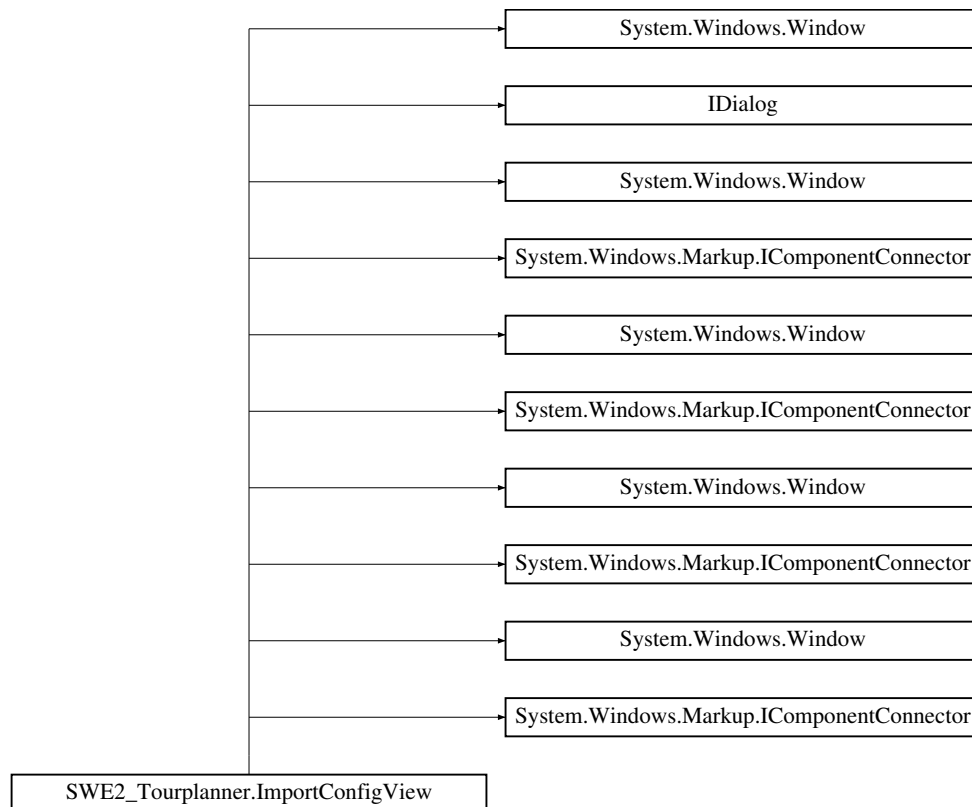 System.Windows.Window
IDialog
System.Windows.Window
System.Windows.Markup.IComponentConnector
System.Windows.Window
System.Windows.Markup.IComponentConnector
System.Windows.Window
System.Windows.Markup.IComponentConnector
System.Windows.Window
System.Windows.Markup.IComponentConnector
SWE2_Tourplanner.ImportConfigView